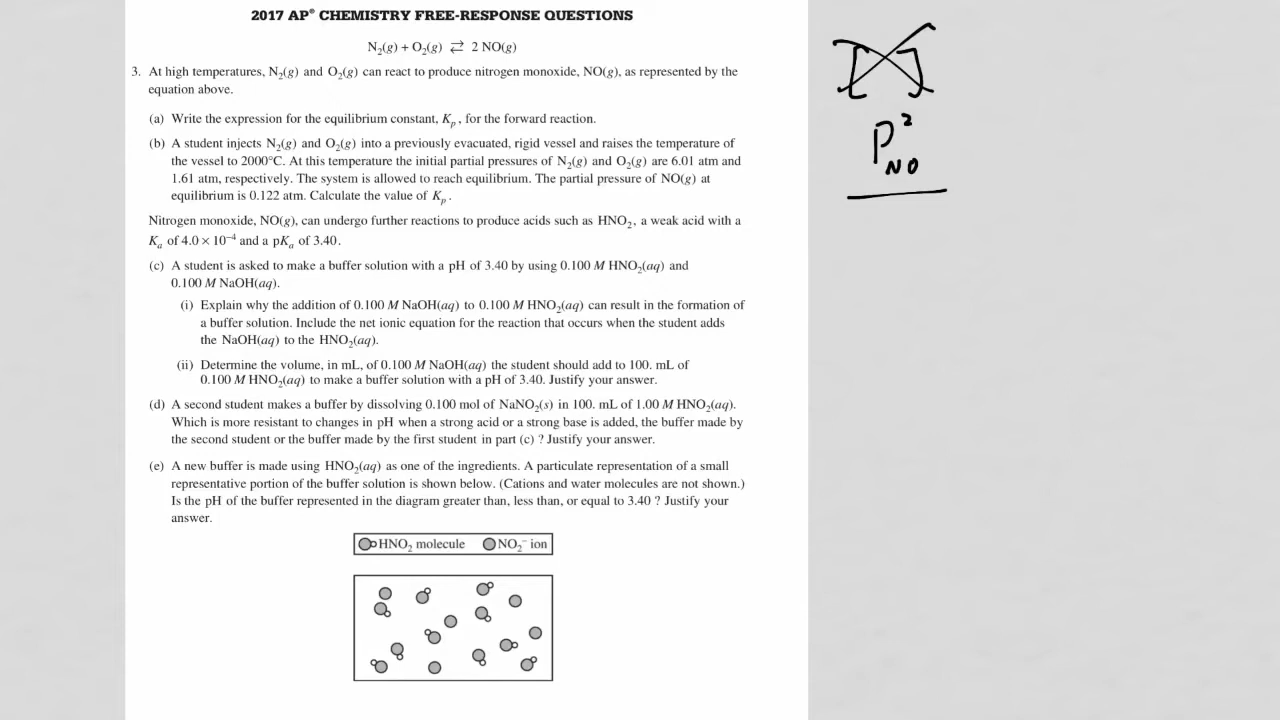 2017 AP® CHEMISTRY FREE-RESPONSE QUESTIONS
N₂(g) + O₂(g) ⇄ 2 NO(g)
3. At high temperatures, N₂(g) and O₂(g) can react to produce nitrogen monoxide, NO(g), as represented by the
equation above.
(a) Write the expression for the equilibrium constant, Kₚ, for the forward reaction.
(b) A student injects N₂(g) and O₂(g) into a previously evacuated, rigid vessel and raises the temperature of
the vessel to 2000°C. At this temperature the initial partial pressures of N₂(g) and O₂(g) are 6.01 atm and
1.61 atm, respectively. The system is allowed to reach equilibrium. The partial pressure of NO(g) at
equilibrium is 0.122 atm. Calculate the value of Kₚ.
Nitrogen monoxide, NO(g), can undergo further reactions to produce acids such as HNO₂, a weak acid with a
Kₐ of 4.0 × 10⁻⁴ and a pKₐ of 3.40.
(c) A student is asked to make a buffer solution with a pH of 3.40 by using 0.100 M HNO₂(aq) and
0.100 M NaOH(aq).
(i) Explain why the addition of 0.100 M NaOH(aq) to 0.100 M HNO₂(aq) can result in the formation of
a buffer solution. Include the net ionic equation for the reaction that occurs when the student adds
the NaOH(aq) to the HNO₂(aq).
(ii) Determine the volume, in mL, of 0.100 M NaOH(aq) the student should add to 100. mL of
0.100 M HNO₂(aq) to make a buffer solution with a pH of 3.40. Justify your answer.
(d) A second student makes a buffer by dissolving 0.100 mol of NaNO₂(s) in 100. mL of 1.00 M HNO₂(aq).
Which is more resistant to changes in pH when a strong acid or a strong base is added, the buffer made by
the second student or the buffer made by the first student in part (c) ? Justify your answer.
(e) A new buffer is made using HNO₂(aq) as one of the ingredients. A particulate representation of a small
representative portion of the buffer solution is shown below. (Cations and water molecules are not shown.)
Is the pH of the buffer represented in the diagram greater than, less than, or equal to 3.40 ? Justify your
answer.
HNO₂ molecule NO₂⁻ ion
[ ]
P²
NO